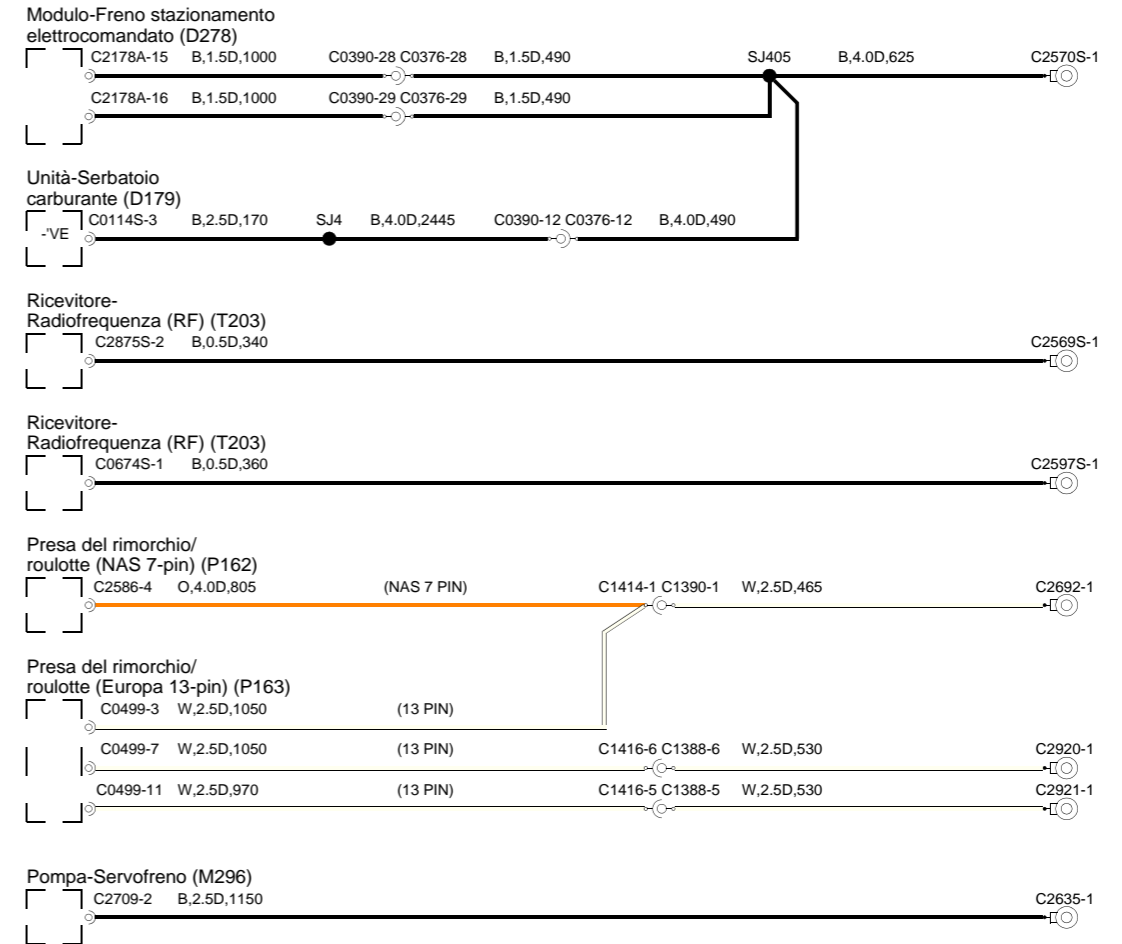 Modulo-Freno stazionamento
elettrocomandato (D278)
C2178A-15 B,1.5D,1000 C0390-28 C0376-28 B,1.5D,490 SJ405 B,4.0D,625 C2570S-1
C2178A-16 B,1.5D,1000 C0390-29 C0376-29 B,1.5D,490
Unità-Serbatoio
carburante (D179)
C0114S-3 B,2.5D,170 SJ4 B,4.0D,2445 C0390-12 C0376-12 B,4.0D,490
-'VE
Ricevitore-
Radiofrequenza (RF) (T203)
C2875S-2 B,0.5D,340 C2569S-1
Ricevitore-
Radiofrequenza (RF) (T203)
C0674S-1 B,0.5D,360 C2597S-1
Presa del rimorchio/
roulotte (NAS 7-pin) (P162)
C2586-4 O,4.0D,805 (NAS 7 PIN) C1414-1 C1390-1 W,2.5D,465 C2692-1
Presa del rimorchio/
roulotte (Europa 13-pin) (P163)
C0499-3 W,2.5D,1050 (13 PIN)
C0499-7 W,2.5D,1050 (13 PIN) C1416-6 C1388-6 W,2.5D,530 C2920-1
C0499-11 W,2.5D,970 (13 PIN) C1416-5 C1388-5 W,2.5D,530 C2921-1
Pompa-Servofreno (M296)
C2709-2 B,2.5D,1150 C2635-1